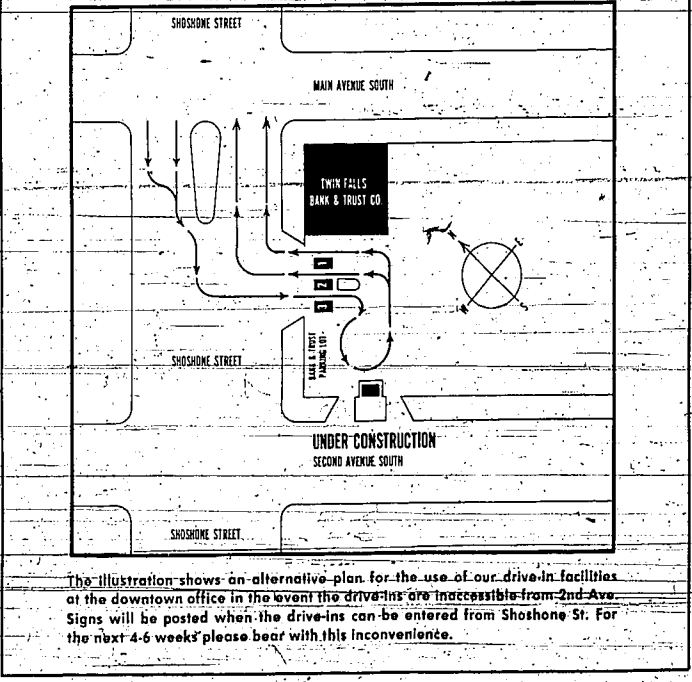 SHOSHONE STREET
MAIN AVENUE SOUTH
TWIN FALLS
BANK & TRUST CO.
1
2
3
N
E
W
S
SHOSHONE STREET
BANK & TRUST
PARKING LOT
UNDER CONSTRUCTION
SECOND AVENUE SOUTH
SHOSHONE STREET
The illustration shows an alternative plan for the use of our drive-in facilities
at the downtown office in the event the drive-ins are inaccessible from 2nd Ave.
Signs will be posted when the drive-ins can be entered from Shoshone St. For
the next 4-6 weeks please bear with this inconvenience.